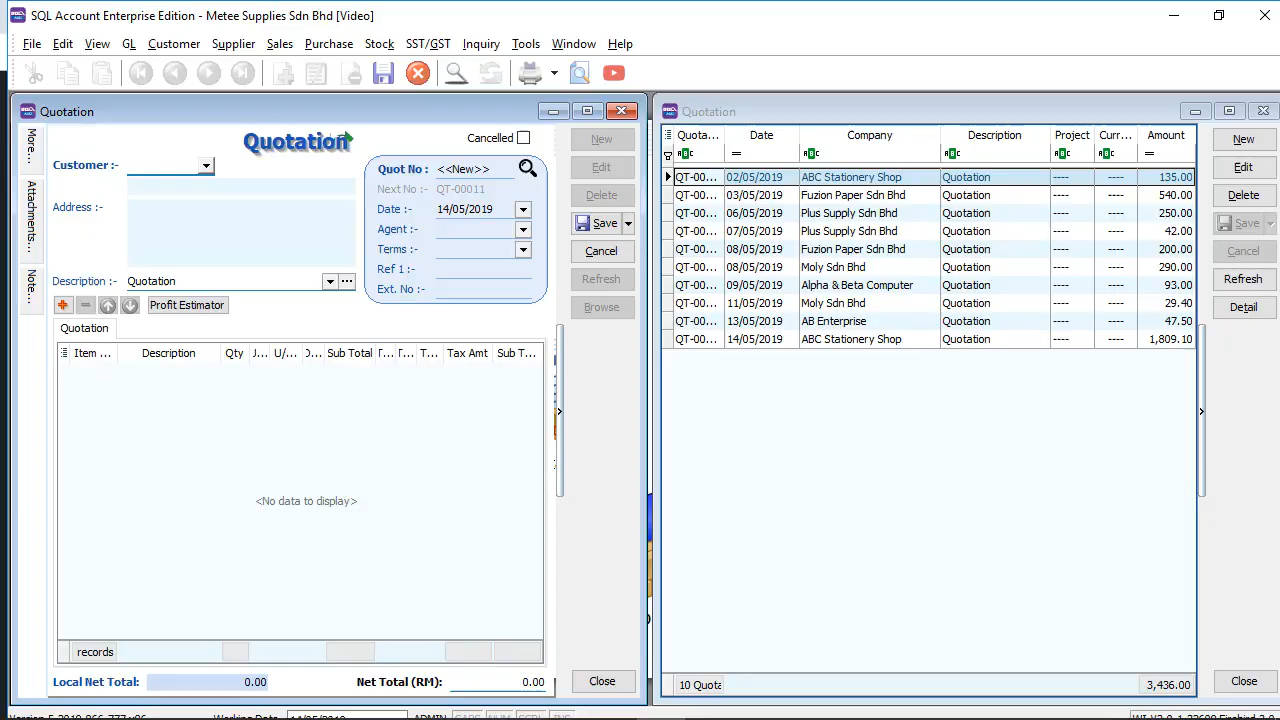 SQL Account Enterprise Edition - Metee Supplies Sdn Bhd [Video]
File Edit View GL Customer Supplier Sales Purchase Stock SST/GST Inquiry Tools Window Help
Quotation
More...
Attachments...
Note...
Quotation
Cancelled
Customer :-
Address :-
Description :- Quotation
Quot No : <<New>>
Next No :- QT-00011
Date :- 14/05/2019
Agent :-
Terms :-
Ref 1 :-
Ext. No :-
Profit Estimator
Quotation
Item ... Description Qty U/... Sub Total T... Tax Amt Sub T...
<No data to display>
records
Local Net Total: 0.00 Net Total (RM): 0.00
New
Edit
Delete
Save
Cancel
Refresh
Browse
Close
Quotation
Quota... Date Company Description Project Curr... Amount
QT-00... 02/05/2019 ABC Stationery Shop Quotation ---- ---- 135.00
QT-00... 03/05/2019 Fuzion Paper Sdn Bhd Quotation ---- ---- 540.00
QT-00... 06/05/2019 Plus Supply Sdn Bhd Quotation ---- ---- 250.00
QT-00... 07/05/2019 Plus Supply Sdn Bhd Quotation ---- ---- 42.00
QT-00... 08/05/2019 Fuzion Paper Sdn Bhd Quotation ---- ---- 200.00
QT-00... 08/05/2019 Moly Sdn Bhd Quotation ---- ---- 290.00
QT-00... 09/05/2019 Alpha & Beta Computer Quotation ---- ---- 93.00
QT-00... 11/05/2019 Moly Sdn Bhd Quotation ---- ---- 29.40
QT-00... 13/05/2019 AB Enterprise Quotation ---- ---- 47.50
QT-00... 14/05/2019 ABC Stationery Shop Quotation ---- ---- 1,809.10
10 Quota 3,436.00
New
Edit
Delete
Save
Cancel
Refresh
Detail
Close
Working Date 14/05/2019 ADMIN CAPS NUM SCRL INS